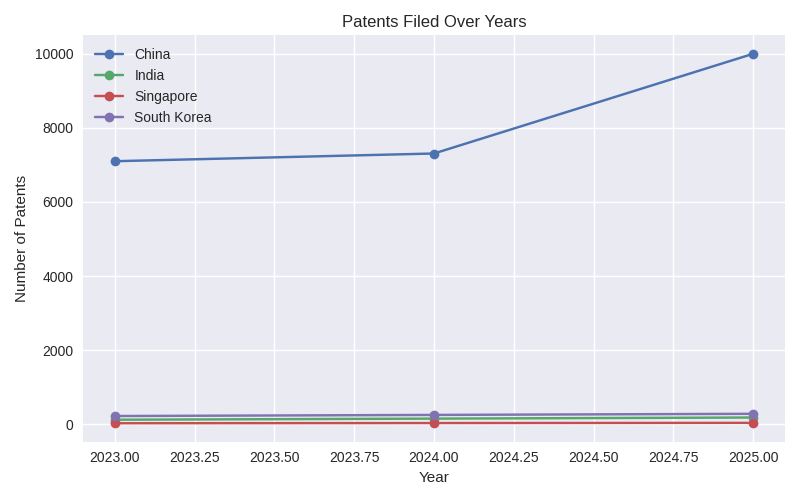 Patents Filed Over Years
China
India
Singapore
South Korea
Number of Patents
10000
8000
6000
4000
2000
0
2023.00 2023.25 2023.50 2023.75 2024.00 2024.25 2024.50 2024.75 2025.00
Year